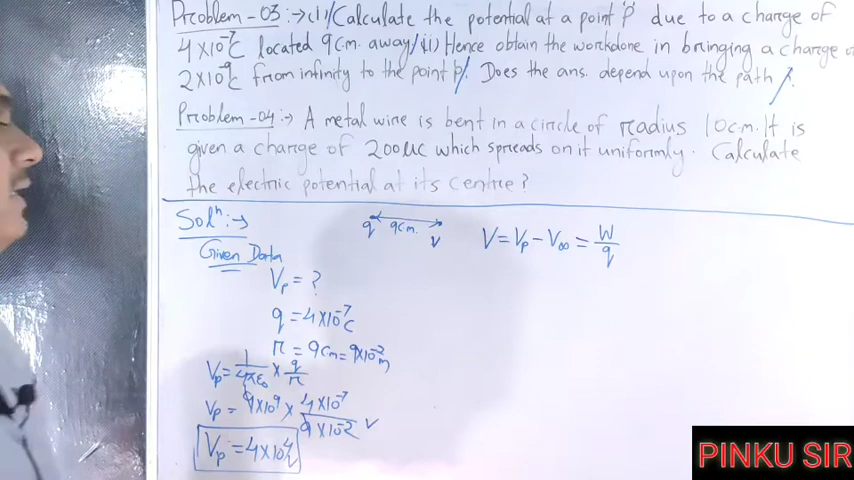 Problem-03:→(i) Calculate the potential at a point 'P' due to a charge of
4×10⁻⁷C located 9cm. away. (ii) Hence obtain the workdone in bringing a charge of
2×10⁻⁹C from infinity to the point P. Does the ans. depend upon the path?
Problem-04:→ A metal wire is bent in a circle of radius 10cm. It is
given a charge of 200μC which spreads on it uniformly. Calculate
the electric potential at its centre?
Solⁿ:→
q 9cm. V
V = Vp - V∞ = W/q
Given Data
Vp = ?
q = 4×10⁻⁷C
r = 9cm = 9×10⁻²m
Vp = 1/4πε₀ × q/r
Vp = 9×10⁹ × 4×10⁻⁷/9×10⁻² V
Vp = 4×10⁴V
PINKU SIR